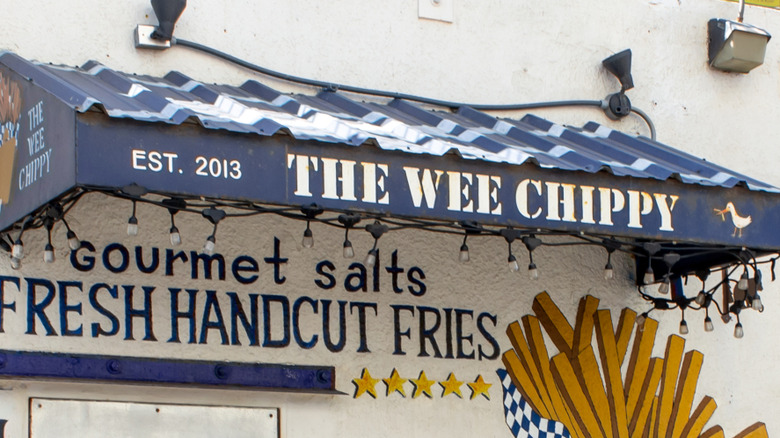 THE
WEE
CHIPPY
EST. 2013
THE WEE CHIPPY
Gourmet salts
FRESH HANDCUT FRIES